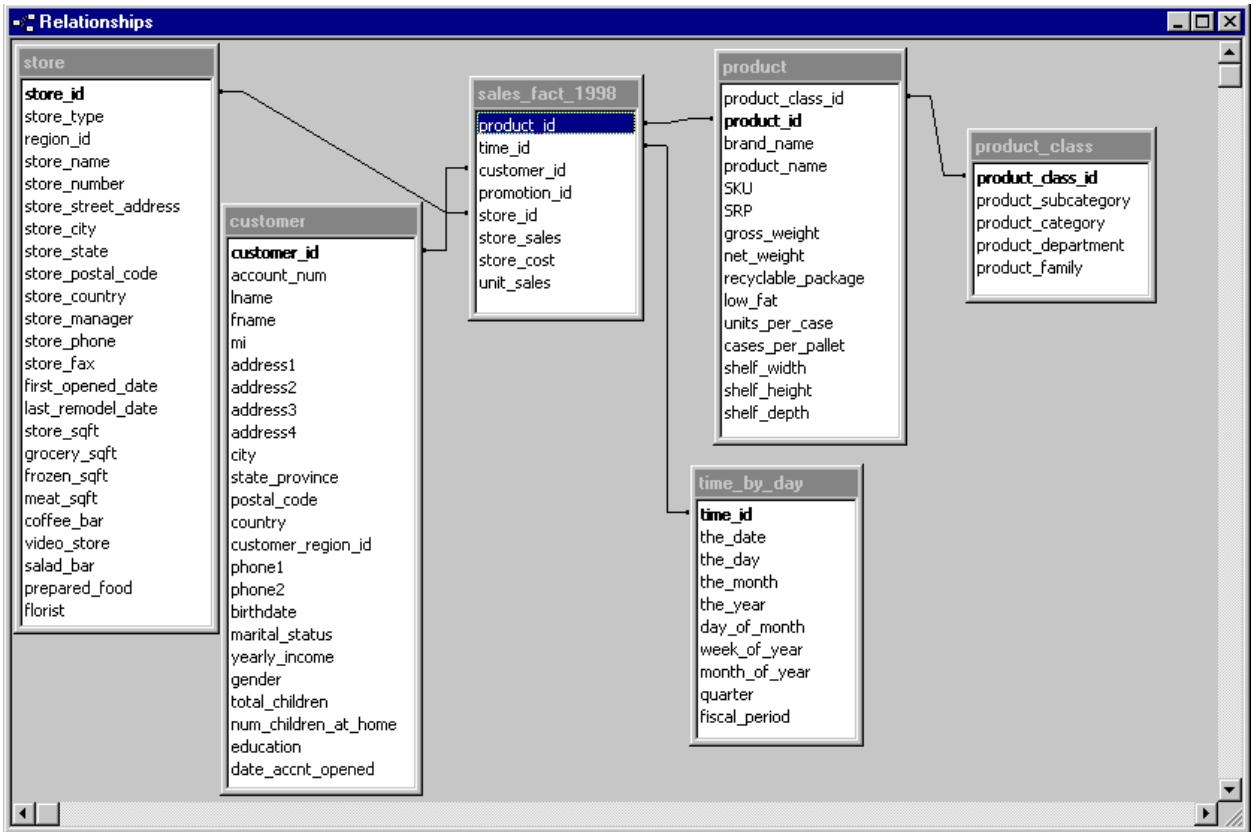 Relationships
store
store_id
store_type
region_id
store_name
store_number
store_street_address
store_city
store_state
store_postal_code
store_country
store_manager
store_phone
store_fax
first_opened_date
last_remodel_date
store_sqft
grocery_sqft
frozen_sqft
meat_sqft
coffee_bar
video_store
salad_bar
prepared_food
florist
customer
customer_id
account_num
lname
fname
mi
address1
address2
address3
address4
city
state_province
postal_code
country
customer_region_id
phone1
phone2
birthdate
marital_status
yearly_income
gender
total_children
num_children_at_home
education
date_accnt_opened
sales_fact_1998
product_id
time_id
customer_id
promotion_id
store_id
store_sales
store_cost
unit_sales
product
product_class_id
product_id
brand_name
product_name
SKU
SRP
gross_weight
net_weight
recyclable_package
low_fat
units_per_case
cases_per_pallet
shelf_width
shelf_height
shelf_depth
product_class
product_class_id
product_subcategory
product_category
product_department
product_family
time_by_day
time_id
the_date
the_day
the_month
the_year
day_of_month
week_of_year
month_of_year
quarter
fiscal_period